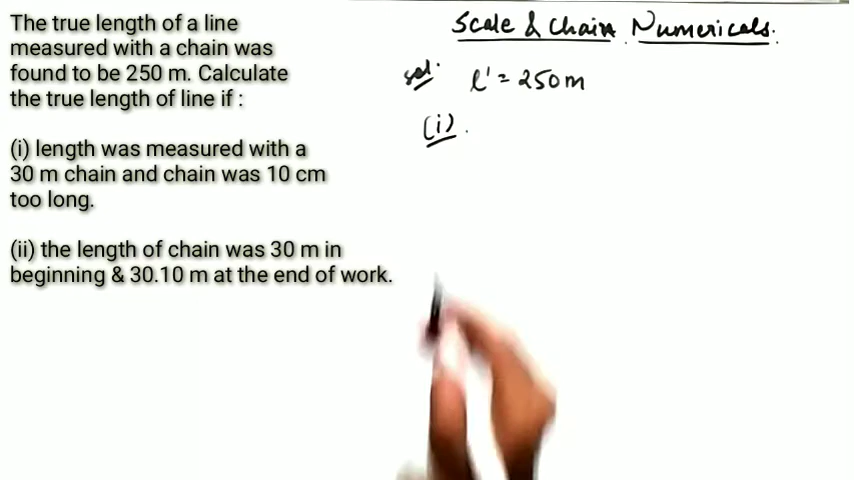 The true length of a line
measured with a chain was
found to be 250 m. Calculate
the true length of line if :
(i) length was measured with a
30 m chain and chain was 10 cm
too long.
(ii) the length of chain was 30 m in
beginning & 30.10 m at the end of work.
Scale & Chain Numericals.
Sol.
l' = 250m
(i).